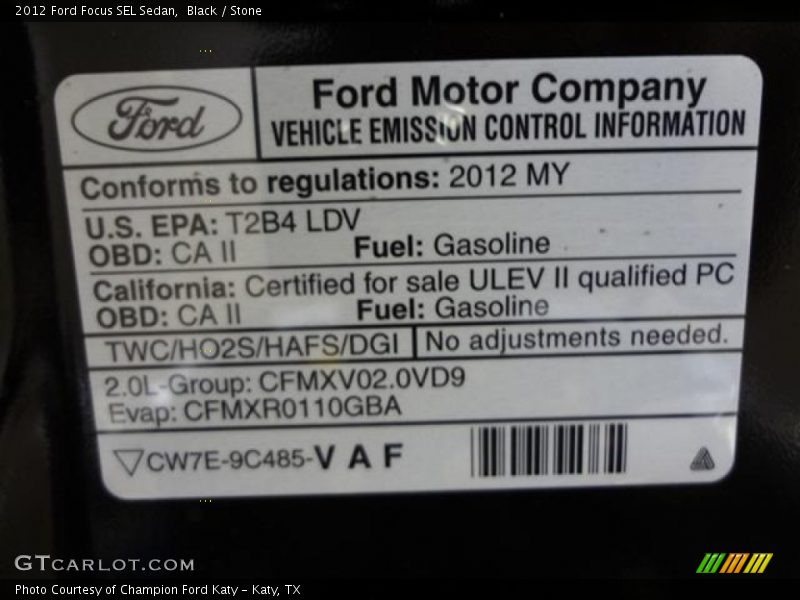 2012 Ford Focus SEL Sedan, Black / Stone
Ford
Ford Motor Company
VEHICLE EMISSION CONTROL INFORMATION
Conforms to regulations: 2012 MY
U.S. EPA: T2B4 LDV
OBD: CA II Fuel: Gasoline
California: Certified for sale ULEV II qualified PC
OBD: CA II Fuel: Gasoline
TWC/HO2S/HAFS/DGI No adjustments needed.
2.0L-Group: CFMXV02.0VD9
Evap: CFMXR0110GBA
CW7E-9C485-V A F
GTCARLOT.COM
Photo Courtesy of Champion Ford Katy - Katy, TX